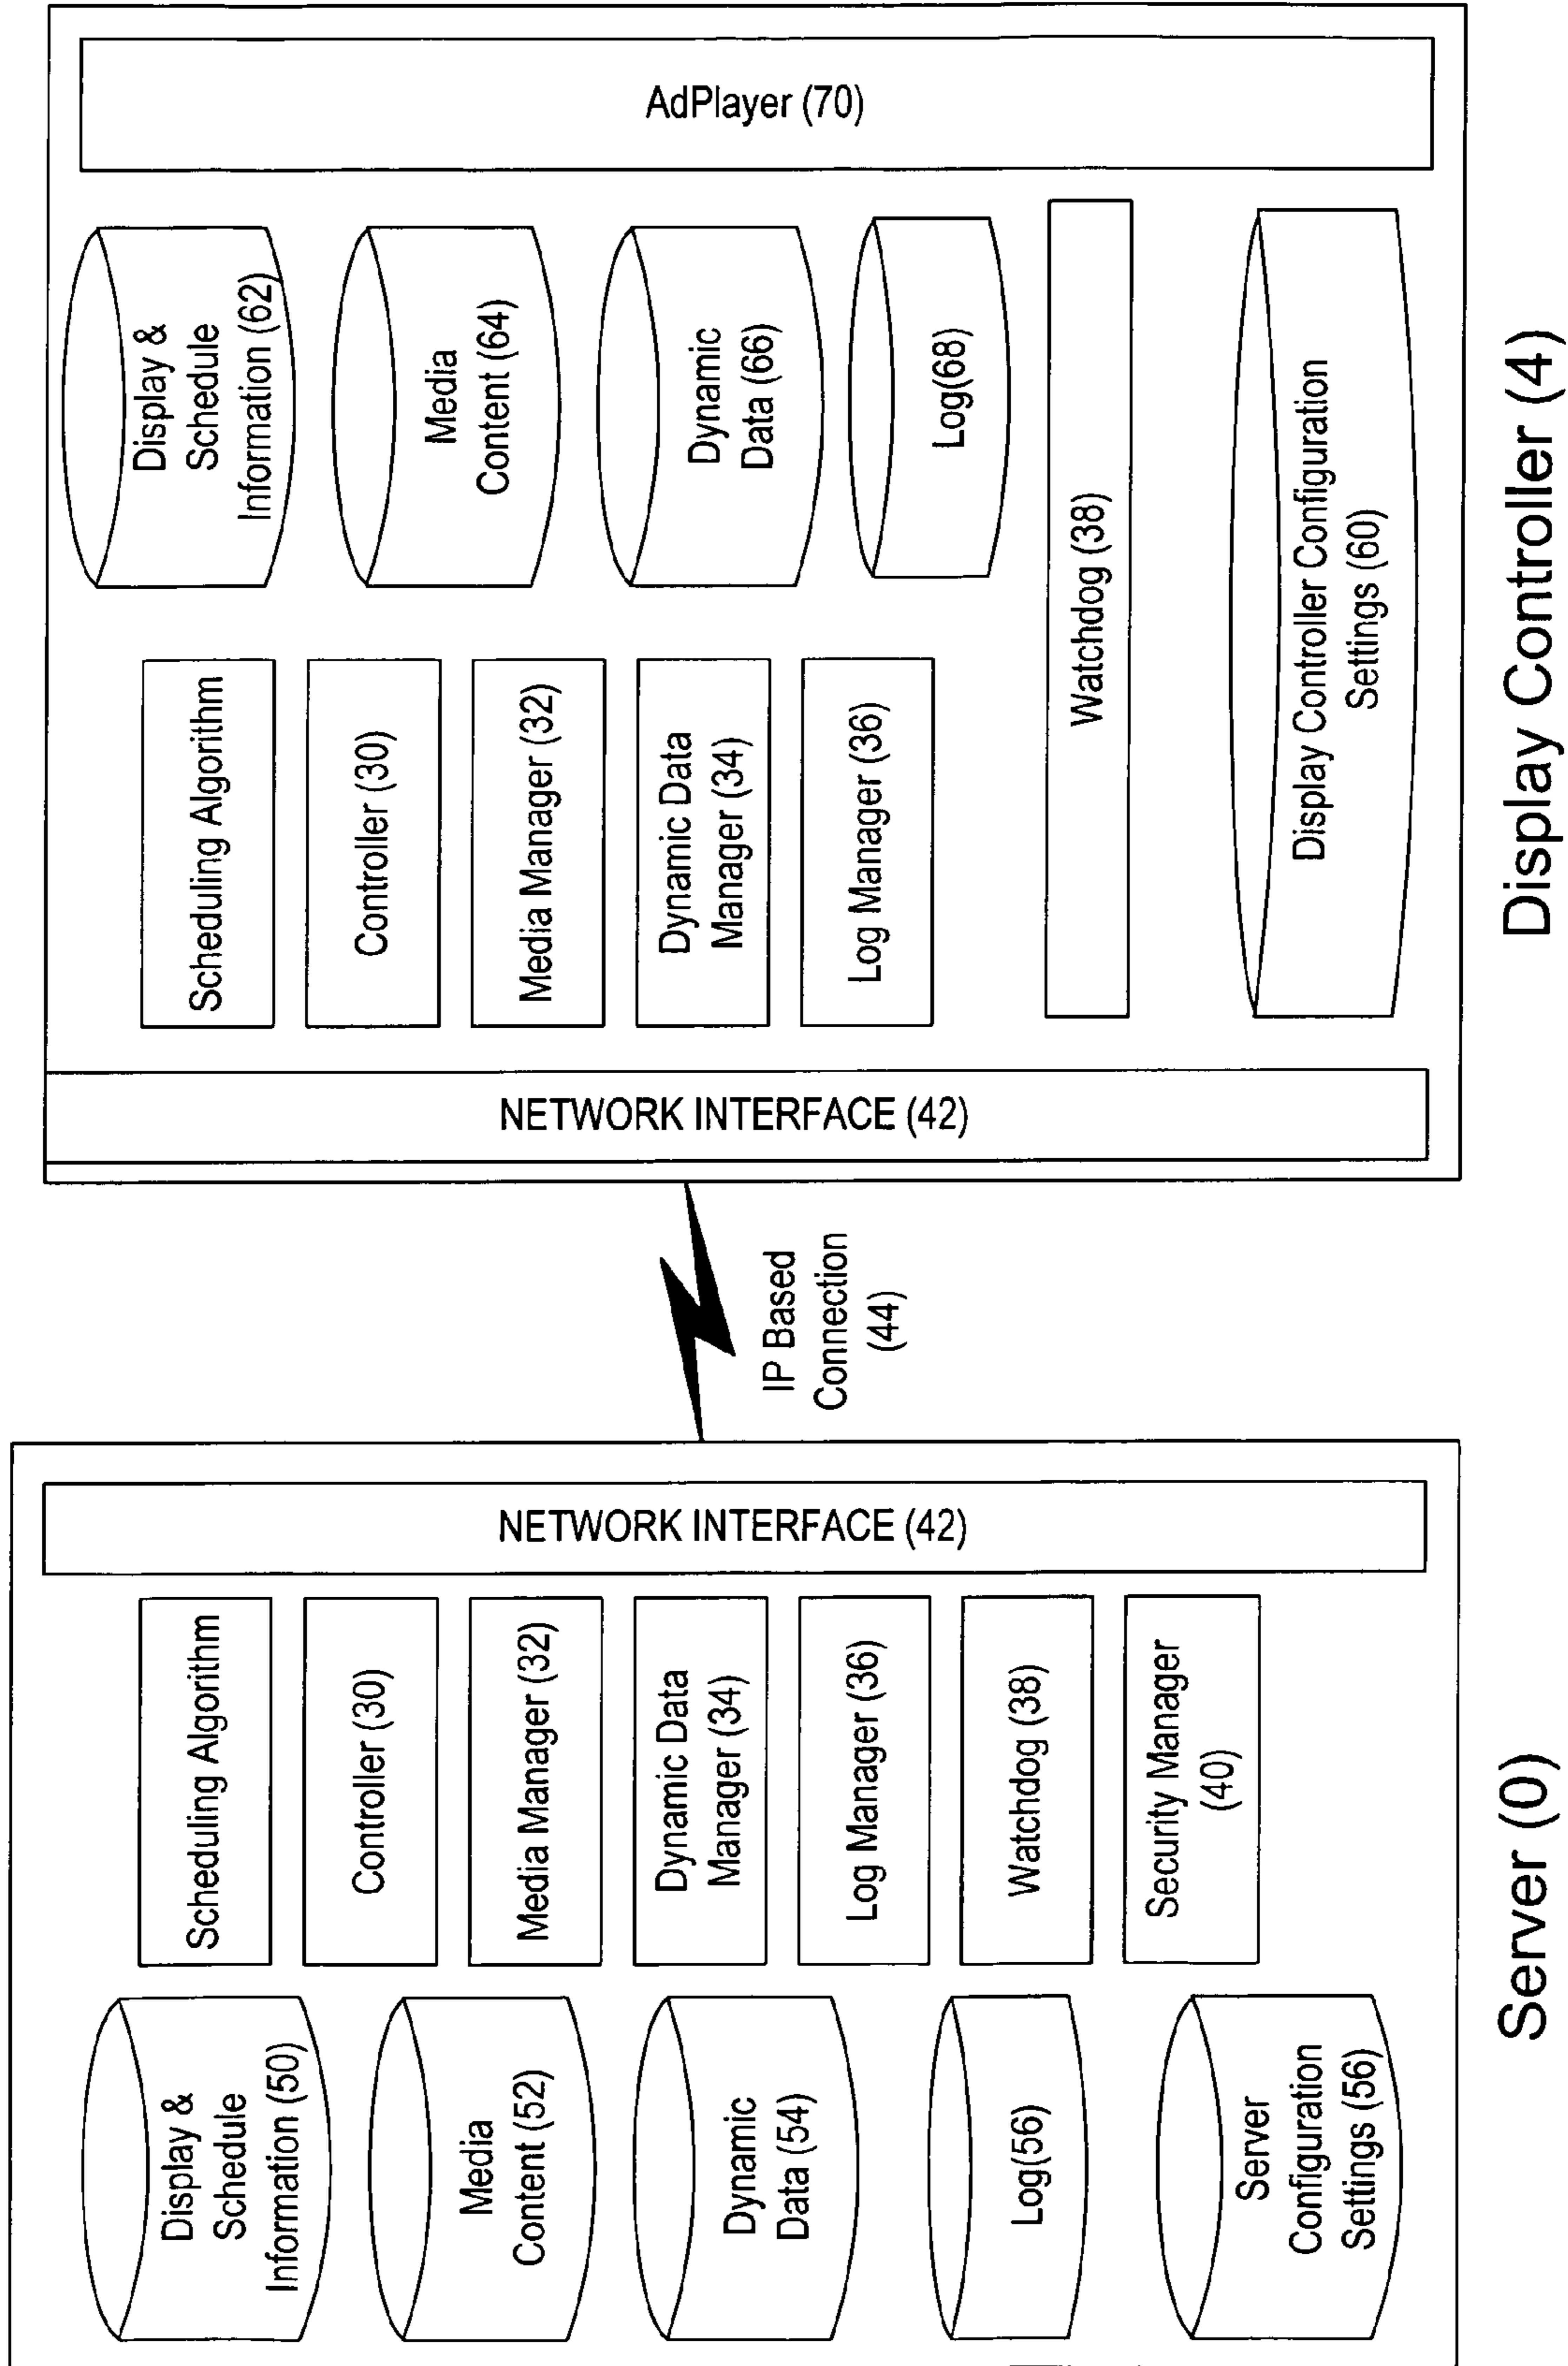 Display &
Schedule
Information (50)
Media
Content (52)
Dynamic
Data (54)
Log(56)
Server
Configuration
Settings (56)
Scheduling Algorithm
Controller (30)
Media Manager (32)
Dynamic Data
Manager (34)
Log Manager (36)
Watchdog (38)
Security Manager
(40)
NETWORK INTERFACE (42)
Server (0)
IP Based
Connection
(44)
NETWORK INTERFACE (42)
Scheduling Algorithm
Controller (30)
Media Manager (32)
Dynamic Data
Manager (34)
Log Manager (36)
Display &
Schedule
Information (62)
Media
Content (64)
Dynamic
Data (66)
Log(68)
Watchdog (38)
Display Controller Configuration
Settings (60)
AdPlayer (70)
Display Controller (4)